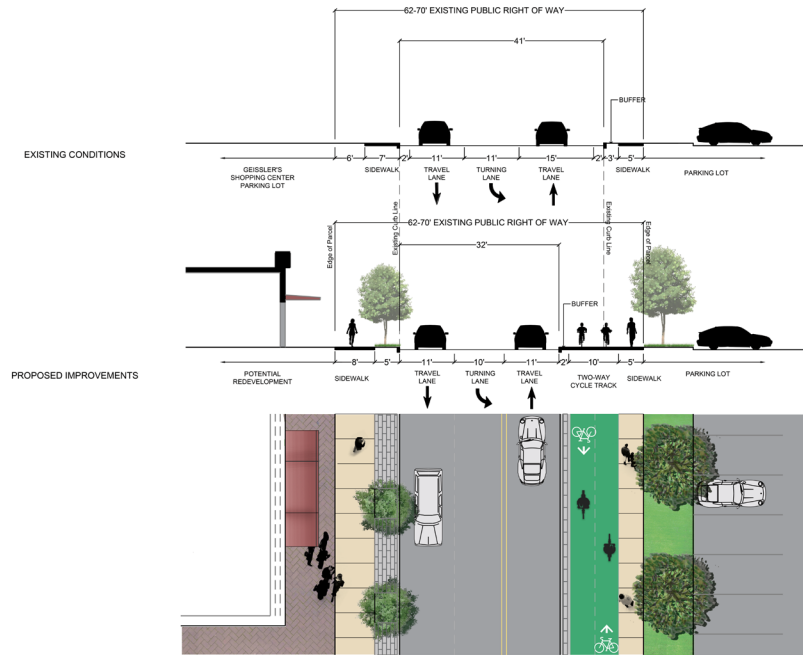 62-70' EXISTING PUBLIC RIGHT OF WAY
41'
BUFFER
EXISTING CONDITIONS
6' 7' 2' 11' 11' 15' 2' 3' 5'
GEISSLER'S
SHOPPING CENTER
PARKING LOT
SIDEWALK
TRAVEL
LANE
TURNING
LANE
TRAVEL
LANE
SIDEWALK
PARKING LOT
Edge of Parcel
Existing Curb Line
62-70' EXISTING PUBLIC RIGHT OF WAY
Existing Curb Line
Edge of Parcel
32'
BUFFER
PROPOSED IMPROVEMENTS
8' 5' 11' 10' 11' 2' 10' 5'
POTENTIAL
REDEVELOPMENT
SIDEWALK
TRAVEL
LANE
TURNING
LANE
TRAVEL
LANE
TWO-WAY
CYCLE TRACK
SIDEWALK
PARKING LOT